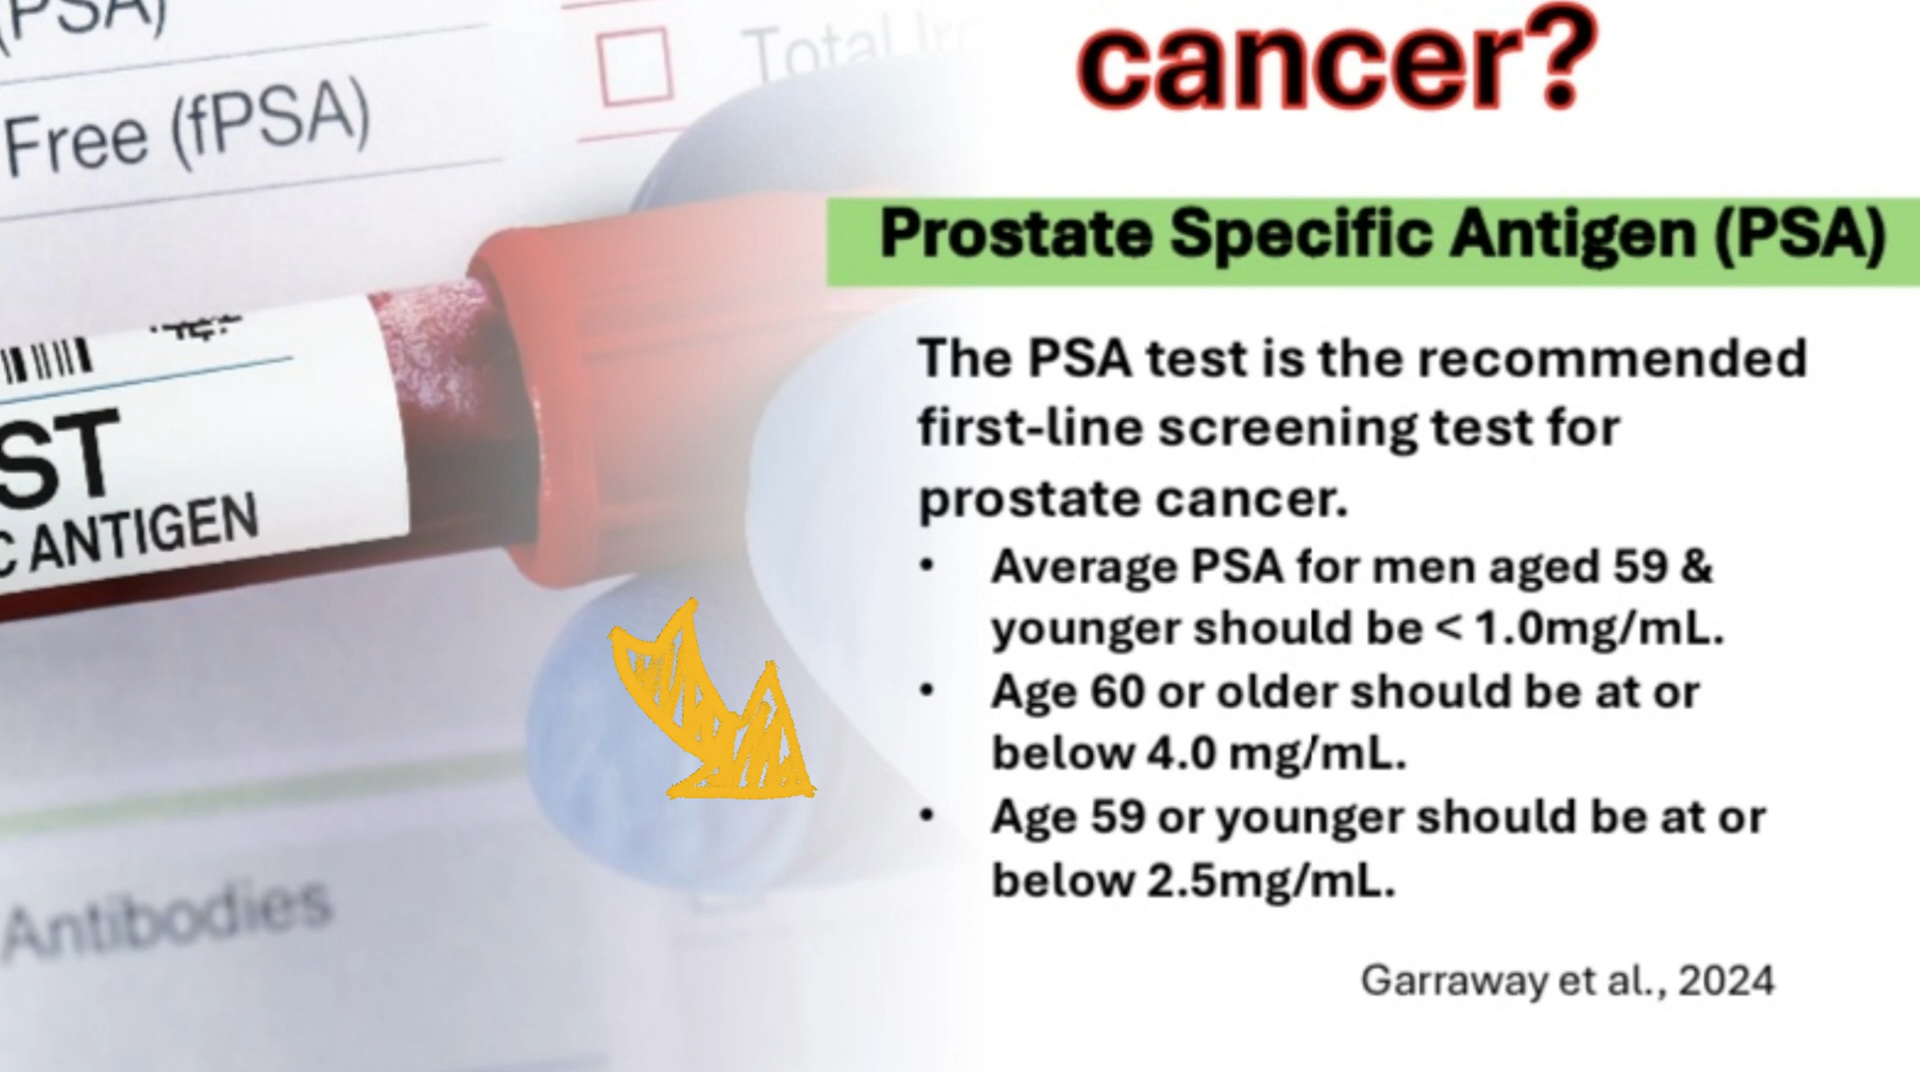 (PSA)
Free (fPSA)
Total
ST
ANTIGEN
Antibodies
cancer?
Prostate Specific Antigen (PSA)
The PSA test is the recommended
first-line screening test for
prostate cancer.
• Average PSA for men aged 59 &
younger should be < 1.0mg/mL.
• Age 60 or older should be at or
below 4.0 mg/mL.
• Age 59 or younger should be at or
below 2.5mg/mL.
Garraway et al., 2024